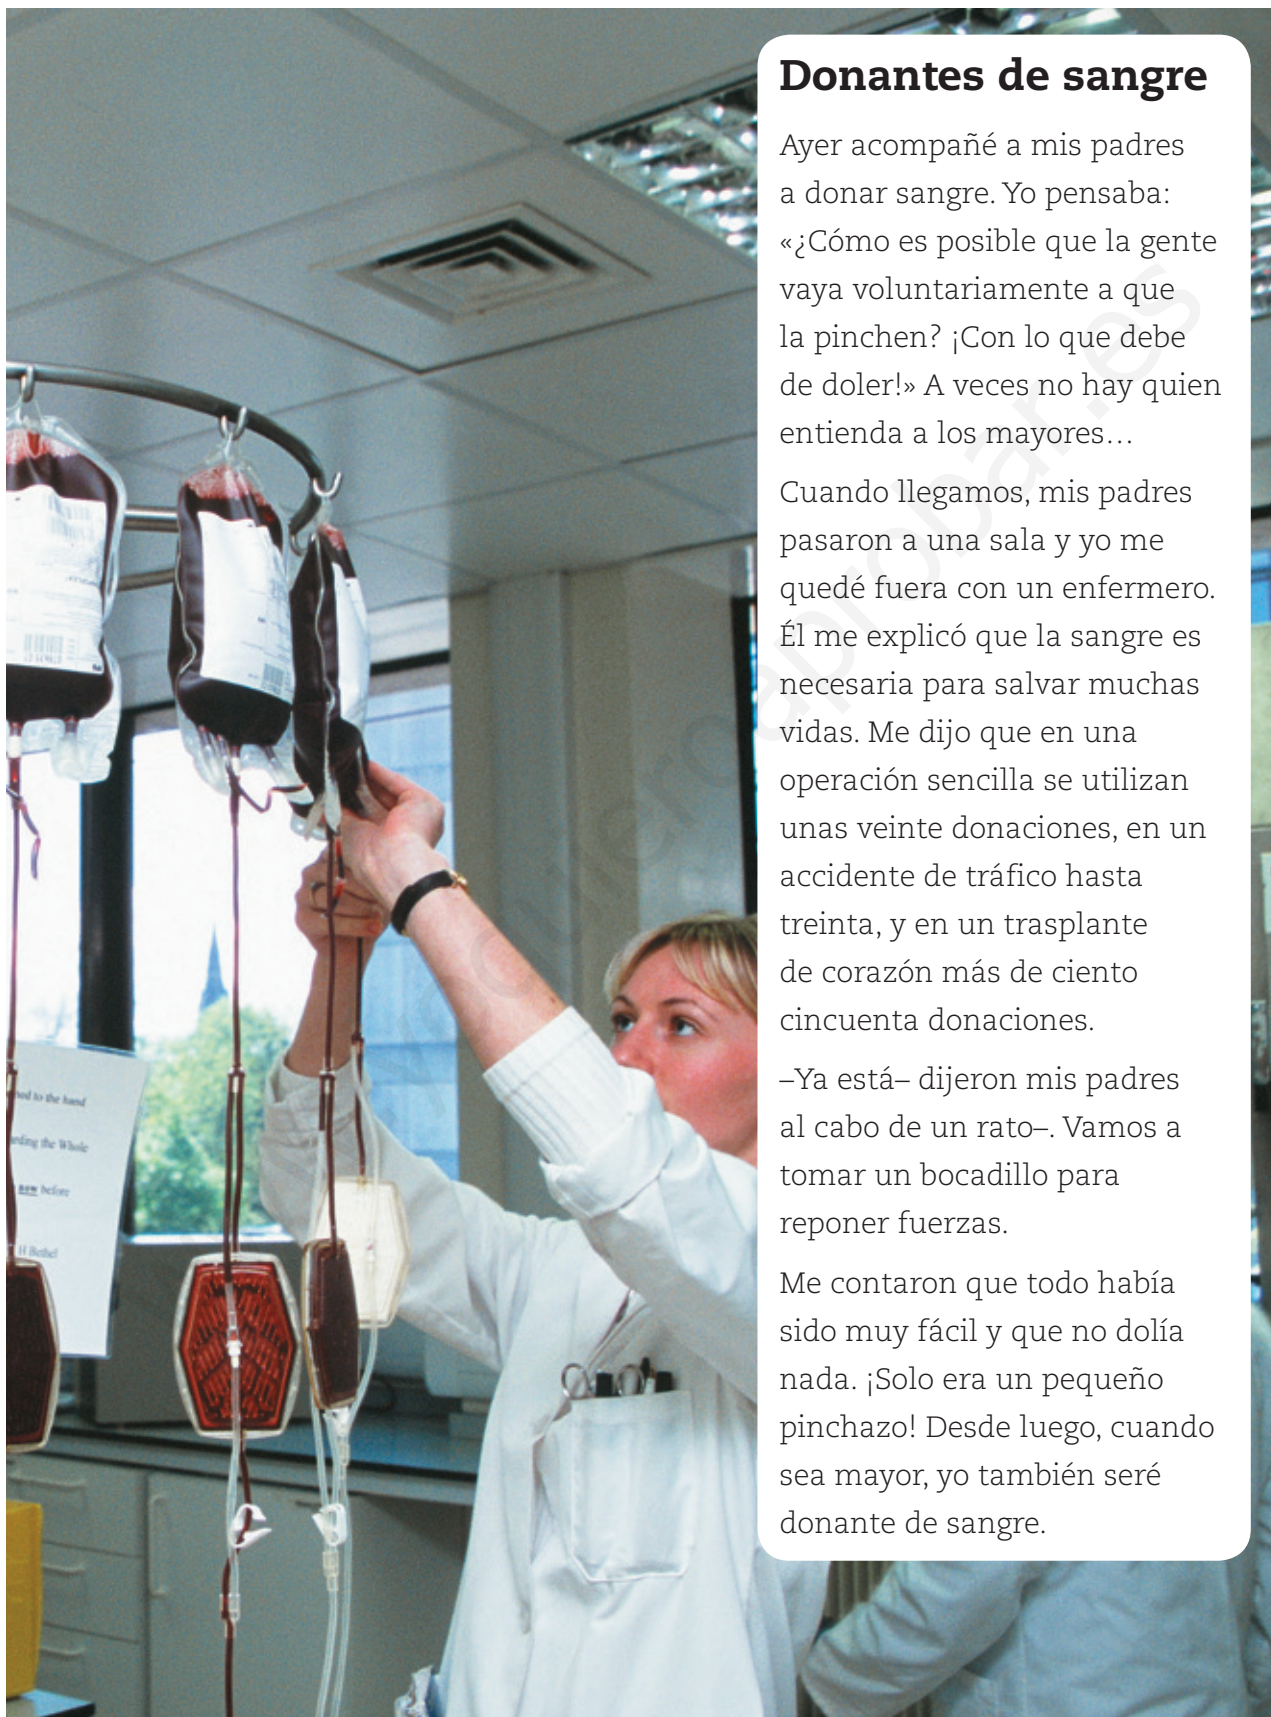 Donantes de sangre
Ayer acompañé a mis padres
a donar sangre. Yo pensaba:
«¿Cómo es posible que la gente
vaya voluntariamente a que
la pinchen? ¡Con lo que debe
de doler!» A veces no hay quien
entienda a los mayores…
Cuando llegamos, mis padres
pasaron a una sala y yo me
quedé fuera con un enfermero.
Él me explicó que la sangre es
necesaria para salvar muchas
vidas. Me dijo que en una
operación sencilla se utilizan
unas veinte donaciones, en un
accidente de tráfico hasta
treinta, y en un trasplante
de corazón más de ciento
cincuenta donaciones.
–Ya está– dijeron mis padres
al cabo de un rato–. Vamos a
tomar un bocadillo para
reponer fuerzas.
Me contaron que todo había
sido muy fácil y que no dolía
nada. ¡Solo era un pequeño
pinchazo! Desde luego, cuando
sea mayor, yo también seré
donante de sangre.
to the hand
the Whole
before
H Bethel